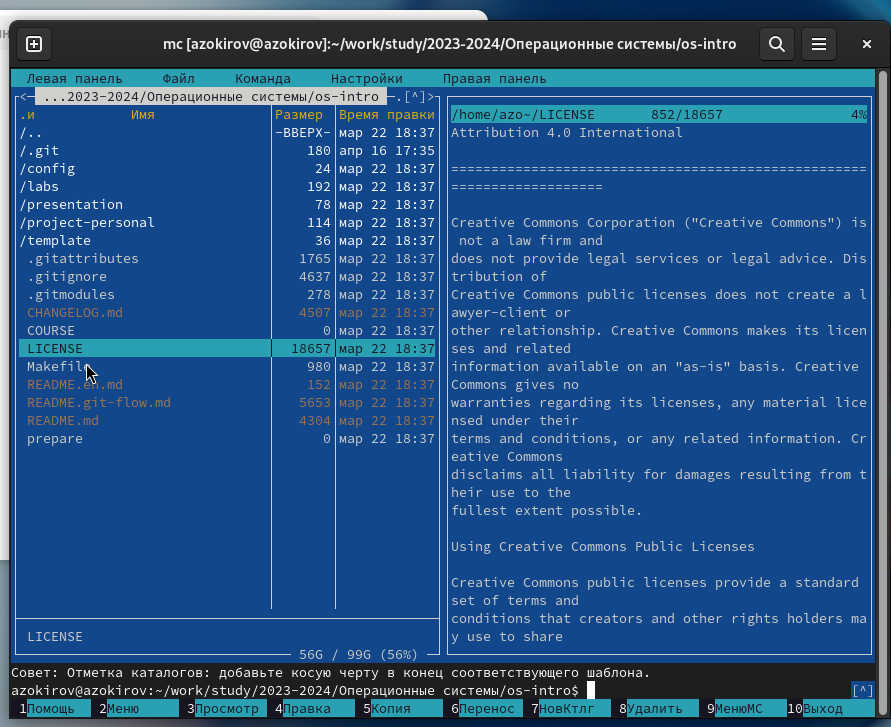 mc [azokirov@azokirov]:~/work/study/2023-2024/Операционные системы/os-intro
Левая панель Файл Команда Настройки Правая панель
<─ ...2023-2024/Операционные системы/os-intro ─.[^]>
.и Имя Размер Время правки
/.. -ВВЕРХ- мар 22 18:37
/.git 180 апр 16 17:35
/config 24 мар 22 18:37
/labs 192 мар 22 18:37
/presentation 78 мар 22 18:37
/project-personal 114 мар 22 18:37
/template 36 мар 22 18:37
.gitattributes 1765 мар 22 18:37
.gitignore 4637 мар 22 18:37
.gitmodules 278 мар 22 18:37
CHANGELOG.md 4507 мар 22 18:37
COURSE 0 мар 22 18:37
LICENSE 18657 мар 22 18:37
Makefile 980 мар 22 18:37
README.en.md 152 мар 22 18:37
README.git-flow.md 5653 мар 22 18:37
README.md 4304 мар 22 18:37
prepare 0 мар 22 18:37
LICENSE
56G / 99G (56%)
/home/azo~/LICENSE 852/18657 4%
Attribution 4.0 International
====================================================
===================
Creative Commons Corporation ("Creative Commons") is
not a law firm and
does not provide legal services or legal advice. Dis
tribution of
Creative Commons public licenses does not create a l
awyer-client or
other relationship. Creative Commons makes its licen
ses and related
information available on an "as-is" basis. Creative
Commons gives no
warranties regarding its licenses, any material lice
nsed under their
terms and conditions, or any related information. Cr
eative Commons
disclaims all liability for damages resulting from t
heir use to the
fullest extent possible.
Using Creative Commons Public Licenses
Creative Commons public licenses provide a standard
set of terms and
conditions that creators and other rights holders ma
y use to share
Совет: Отметка каталогов: добавьте косую черту в конец соответствующего шаблона.
azokirov@azokirov:~/work/study/2023-2024/Операционные системы/os-intro$ [^]
1Помощь 2Меню 3Просмотр 4Правка 5Копия 6Перенос 7НовКтлг 8Удалить 9МенюМС 10Выход